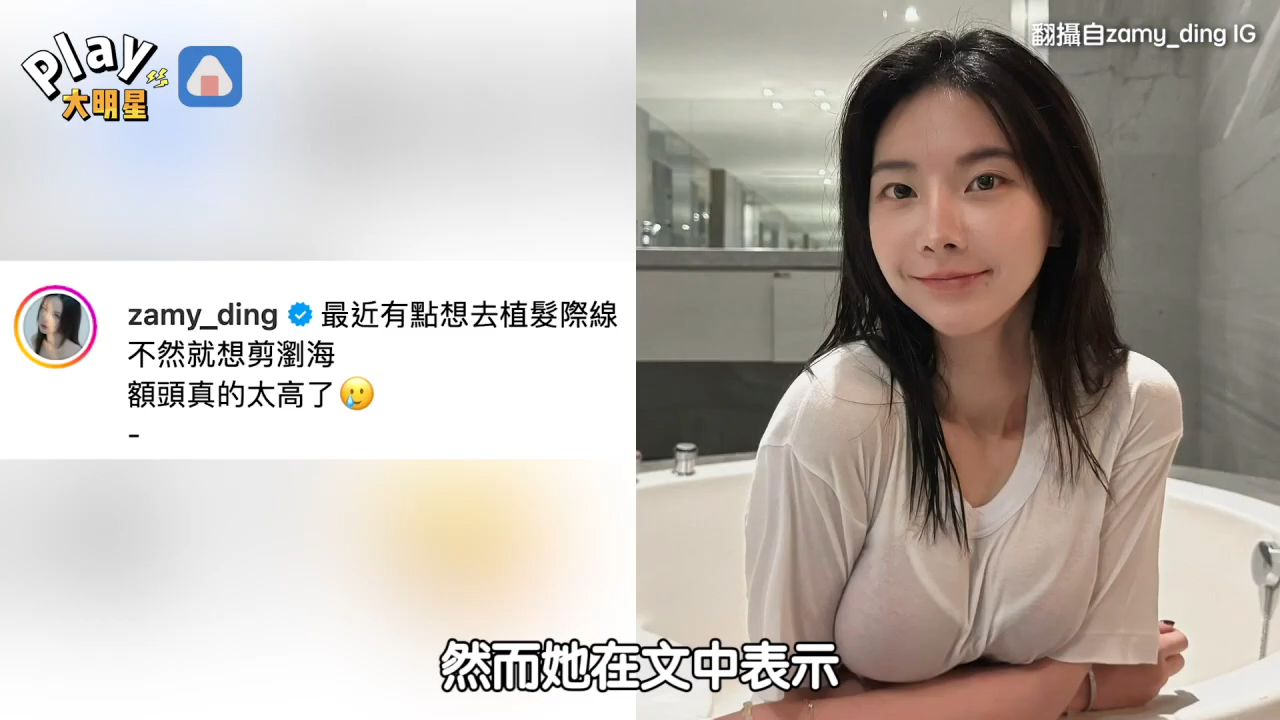 Play
大明星
翻攝自zamy_ding IG
zamy_ding 最近有點想去植髮際線
不然就想剪瀏海
額頭真的太高了🥲
-
然而她在文中表示